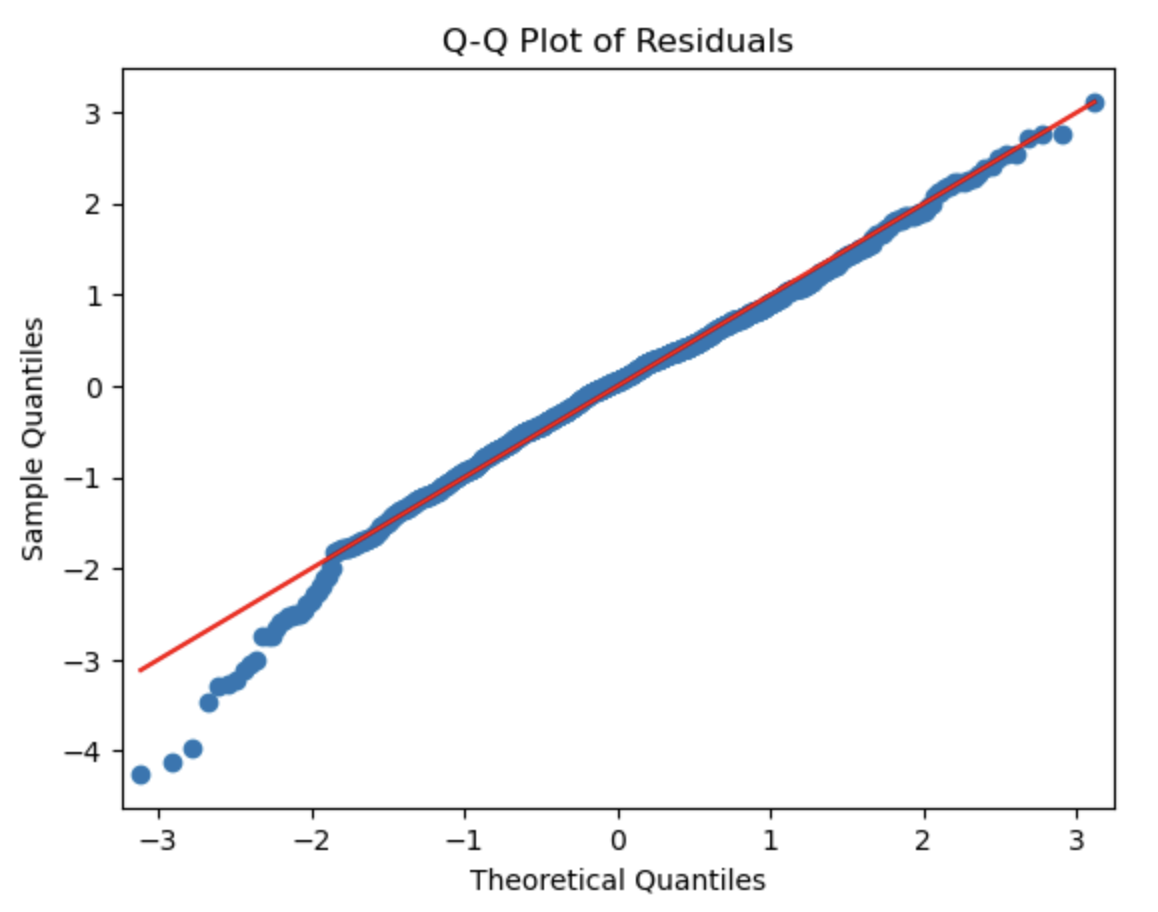 Q-Q Plot of Residuals
3
2
1
0
−1
−2
−3
−4
Sample Quantiles
−3 −2 −1 0 1 2 3
Theoretical Quantiles